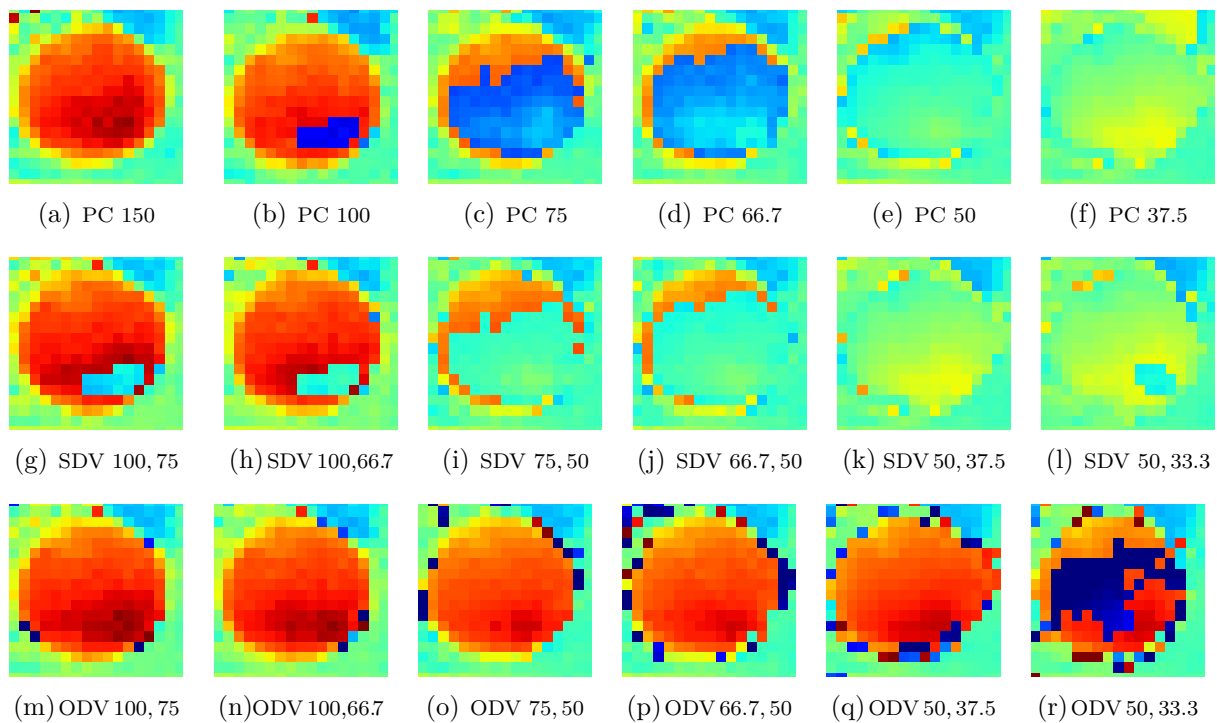 (a) PC 150 (b) PC 100 (c) PC 75 (d) PC 66.7 (e) PC 50 (f) PC 37.5
(g) SDV 100, 75 (h) SDV 100,66.7 (i) SDV 75, 50 (j) SDV 66.7, 50 (k) SDV 50, 37.5 (l) SDV 50, 33.3
(m) ODV 100, 75 (n) ODV 100,66.7 (o) ODV 75, 50 (p) ODV 66.7, 50 (q) ODV 50, 37.5 (r) ODV 50, 33.3